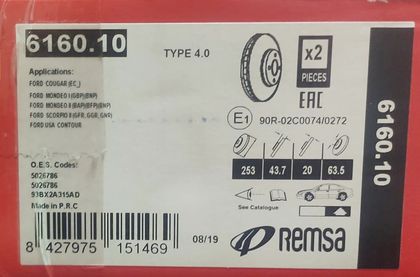 6160.10
TYPE 4.0
x2
PIECES
Applications:
FORD COUGAR (EC_)
FORD MONDEO I (GBP)(BNP)
FORD MONDEO II (BAP)(BFP)(BNP)
FORD SCORPIO II (GFR, GGR, GNR)
FORD USA CONTOUR
EAC
E1 90R-02C0074/0272
253 43.7 20 63.5
O.E.S. Codes:
5026786
5026786
93BX2A315AD
Made in P.R.C
See Catalogue
8 427975 151469
08/19
Remsa
6160.10